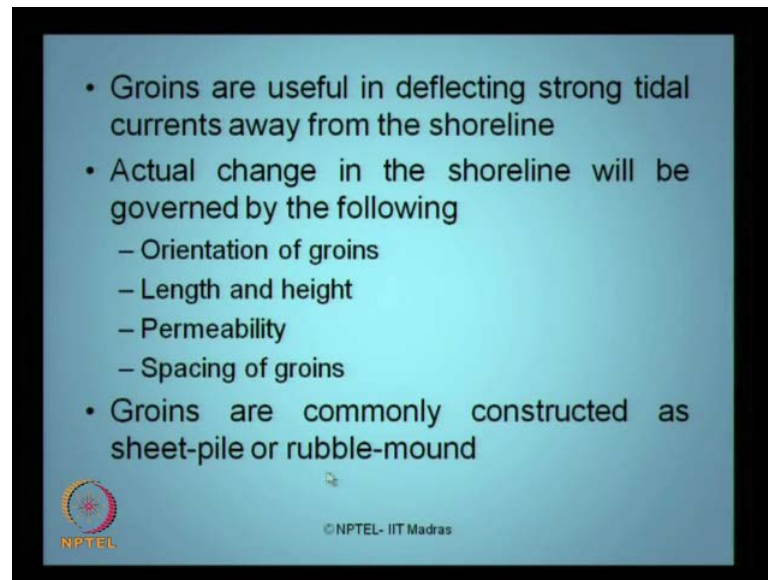 • Groins are useful in deflecting strong tidal
currents away from the shoreline
• Actual change in the shoreline will be
governed by the following
– Orientation of groins
– Length and height
– Permeability
– Spacing of groins
• Groins are commonly constructed as
sheet-pile or rubble-mound
NPTEL
© NPTEL- IIT Madras